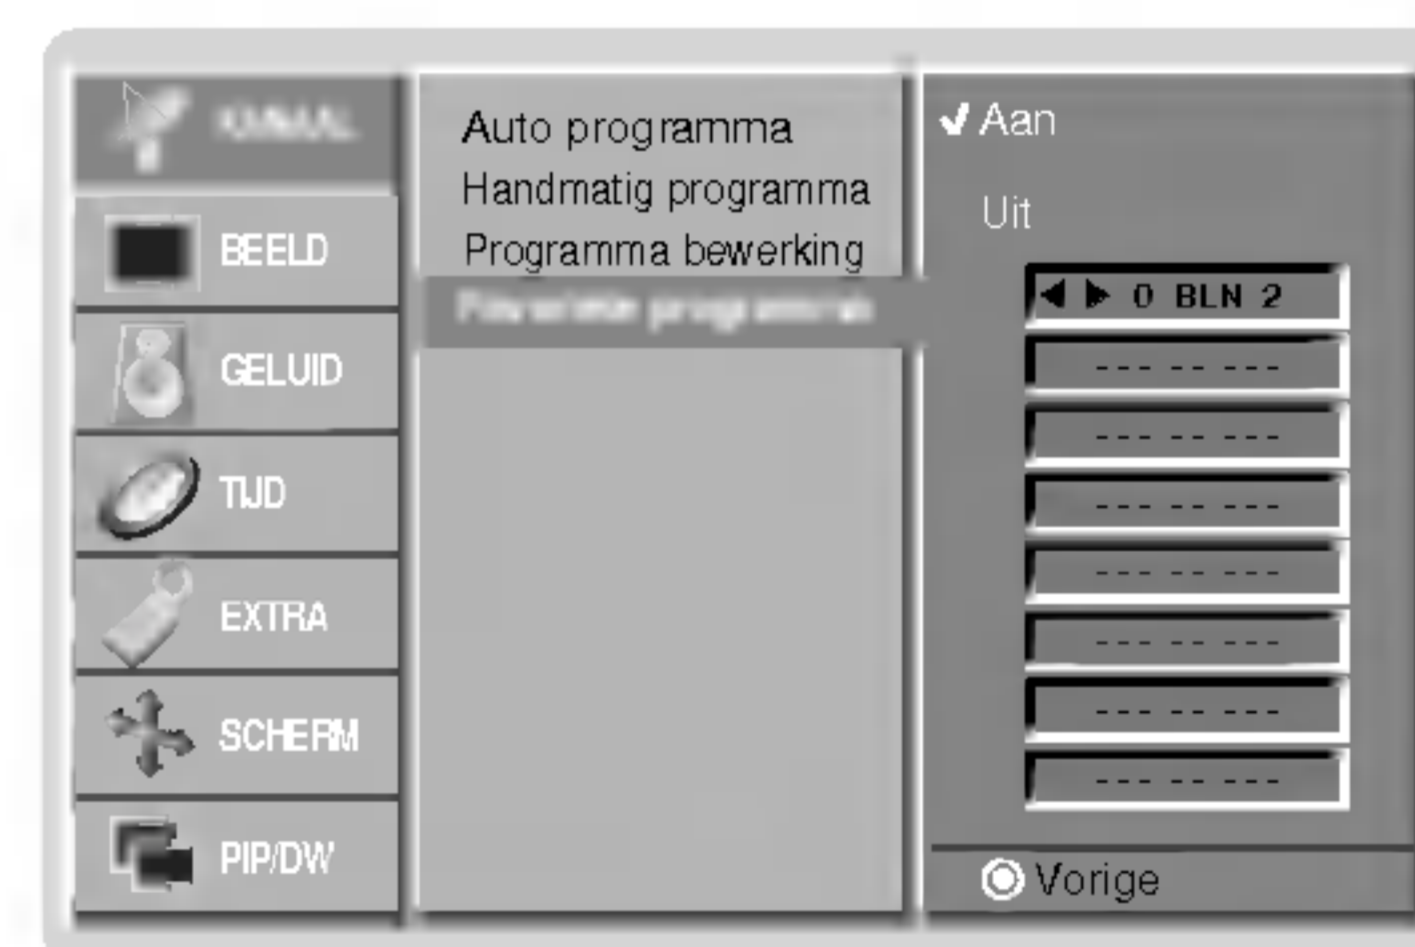 BEELD
GELUID
TIJD
EXTRA
SCHERM
PIP/DW
Auto programma
Handmatig programma
Programma bewerking
Aan
Uit
0 BLN 2
--- -- ---
--- -- ---
--- -- ---
--- -- ---
--- -- ---
--- -- ---
--- -- ---
Vorige